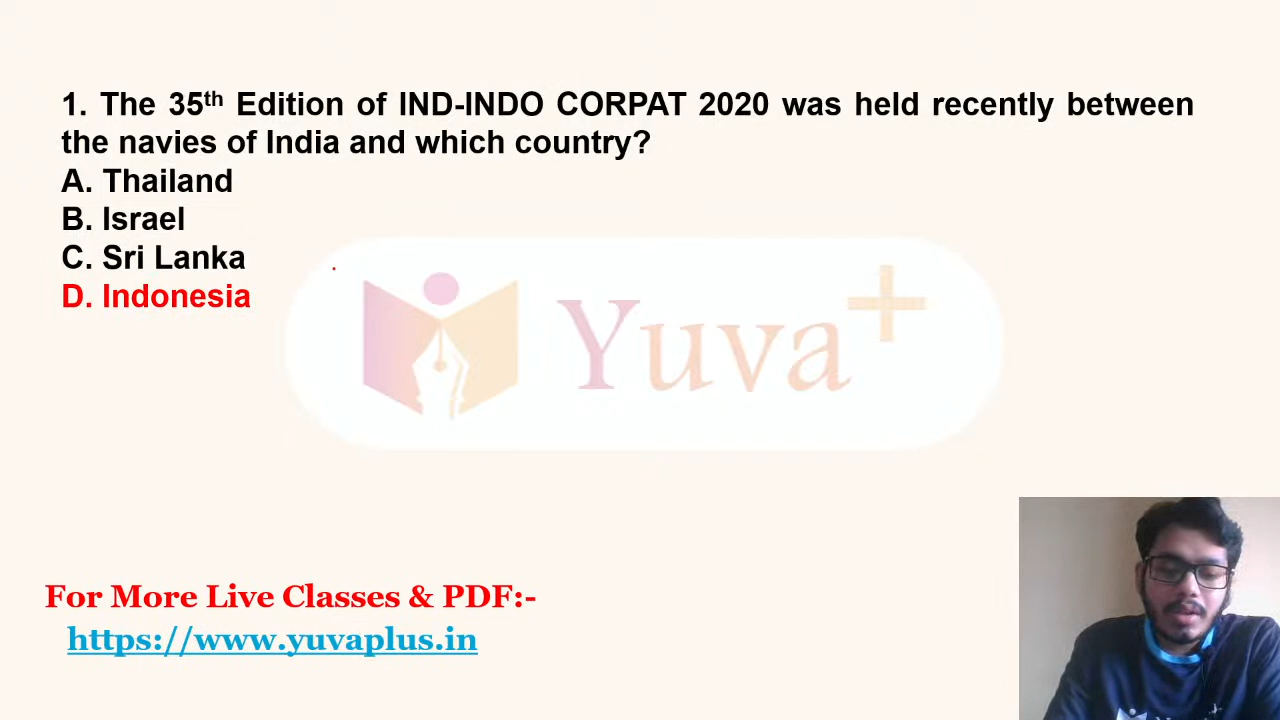 1. The 35th Edition of IND-INDO CORPAT 2020 was held recently between
the navies of India and which country?
A. Thailand
B. Israel
C. Sri Lanka
D. Indonesia
Yuva+
For More Live Classes & PDF:-
https://www.yuvaplus.in